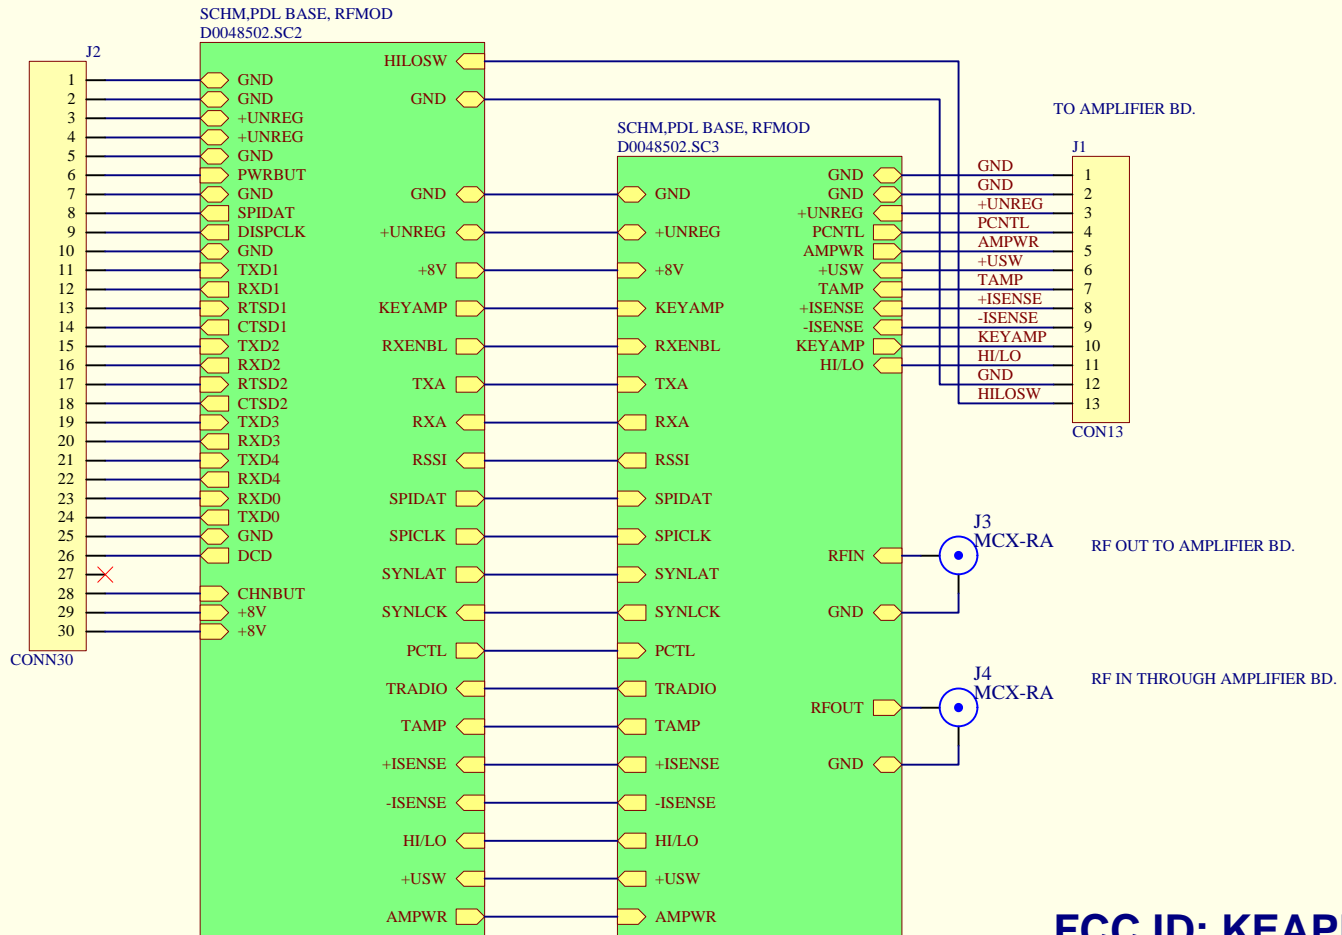 SCHM,PDL BASE, RFMOD
D0048502.SC2
J2
1 GND
2 GND
3 +UNREG
4 +UNREG
5 GND
6 PWRBUT
7 GND
8 SPIDAT
9 DISPCLK
10 GND
11 TXD1
12 RXD1
13 RTSD1
14 CTSD1
15 TXD2
16 RXD2
17 RTSD2
18 CTSD2
19 TXD3
20 RXD3
21 TXD4
22 RXD4
23 RXD0
24 TXD0
25 GND
26 DCD
27
28 CHNBUT
29 +8V
30 +8V
CONN30
HILOSW
GND
GND
+UNREG
+8V
KEYAMP
RXENBL
TXA
RXA
RSSI
SPIDAT
SPICLK
SYNLAT
SYNLCK
PCTL
TRADIO
TAMP
+ISENSE
-ISENSE
HI/LO
+USW
AMPWR
SCHM,PDL BASE, RFMOD
D0048502.SC3
GND
+UNREG
+8V
KEYAMP
RXENBL
TXA
RXA
RSSI
SPIDAT
SPICLK
SYNLAT
SYNLCK
PCTL
TRADIO
TAMP
+ISENSE
-ISENSE
HI/LO
+USW
AMPWR
GND
GND
+UNREG
PCNTL
AMPWR
+USW
TAMP
+ISENSE
-ISENSE
KEYAMP
HI/LO
RFIN
GND
RFOUT
GND
TO AMPLIFIER BD.
J1
GND 1
GND 2
+UNREG 3
PCNTL 4
AMPWR 5
+USW 6
TAMP 7
+ISENSE 8
-ISENSE 9
KEYAMP 10
HI/LO 11
GND 12
HILOSW 13
CON13
J3
MCX-RA
RF OUT TO AMPLIFIER BD.
J4
MCX-RA
RF IN THROUGH AMPLIFIER BD.
FCC ID: